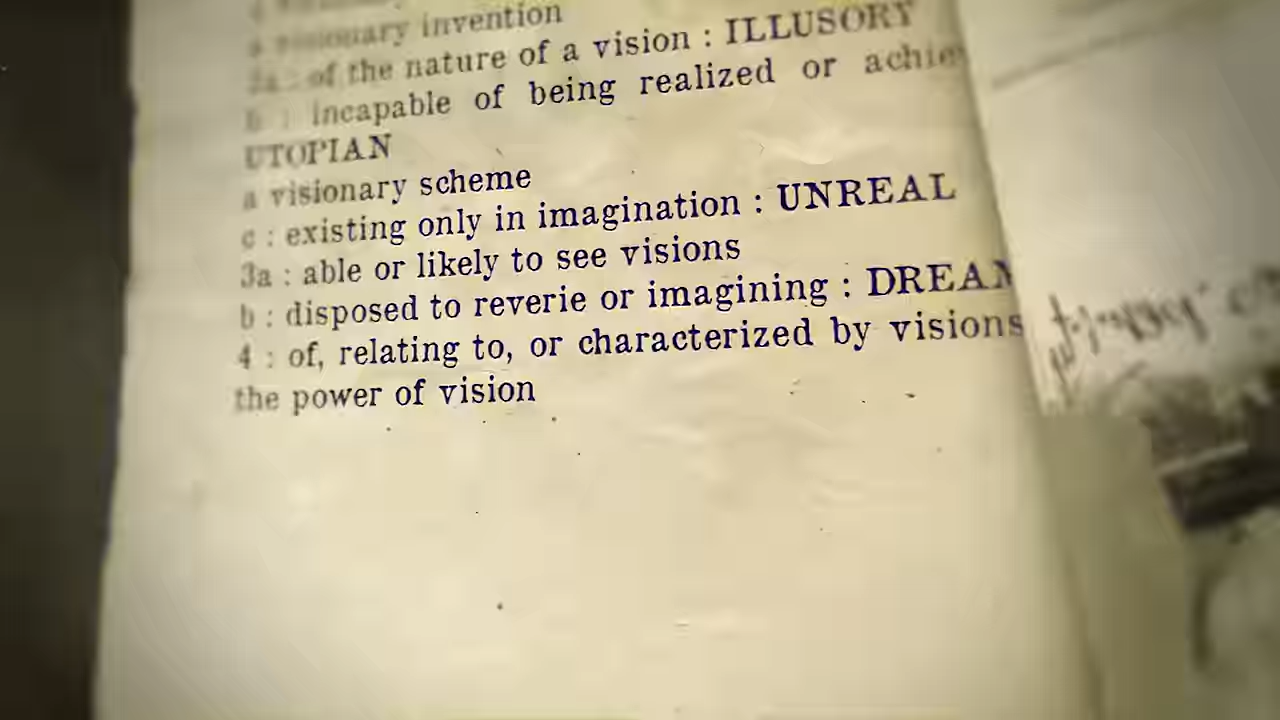 a visionary invention
2a : of the nature of a vision : ILLUSORY
b : incapable of being realized or achie
UTOPIAN
a visionary scheme
c : existing only in imagination : UNREAL
3a : able or likely to see visions
b : disposed to reverie or imagining : DREAM
4 : of, relating to, or characterized by visions
the power of vision